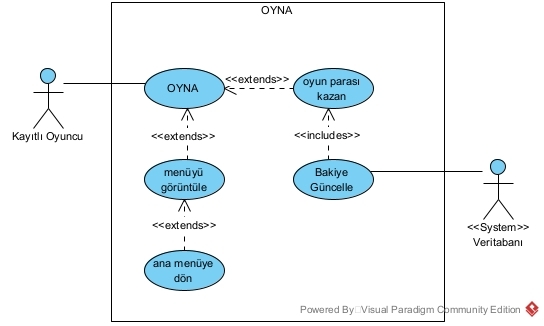 OYNA
OYNA
<<extends>>
oyun parası
kazan
Kayıtlı Oyuncu
<<extends>>
<<includes>>
menüyü
görüntüle
Bakiye
Güncelle
<<extends>>
<<System>>
Veritabanı
ana menüye
dön
Powered By Visual Paradigm Community Edition